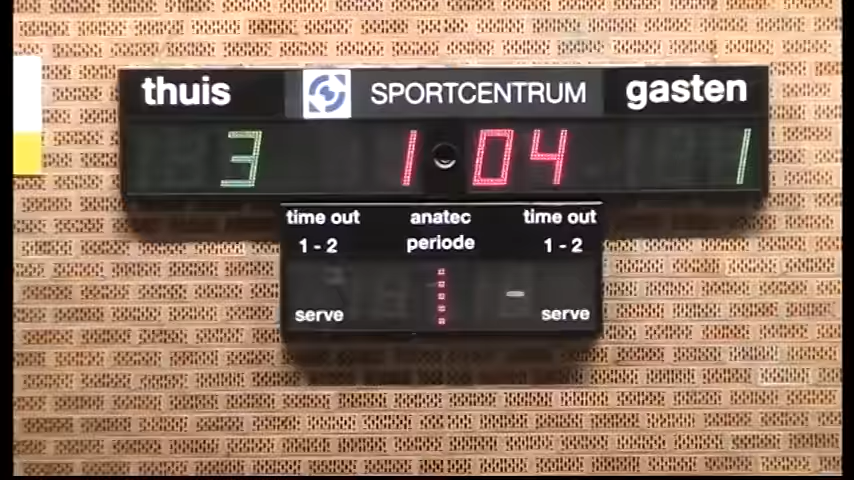 thuis SPORTCENTRUM gasten
3 1 04 1
time out anatec time out
1 - 2 periode 1 - 2
1
serve serve